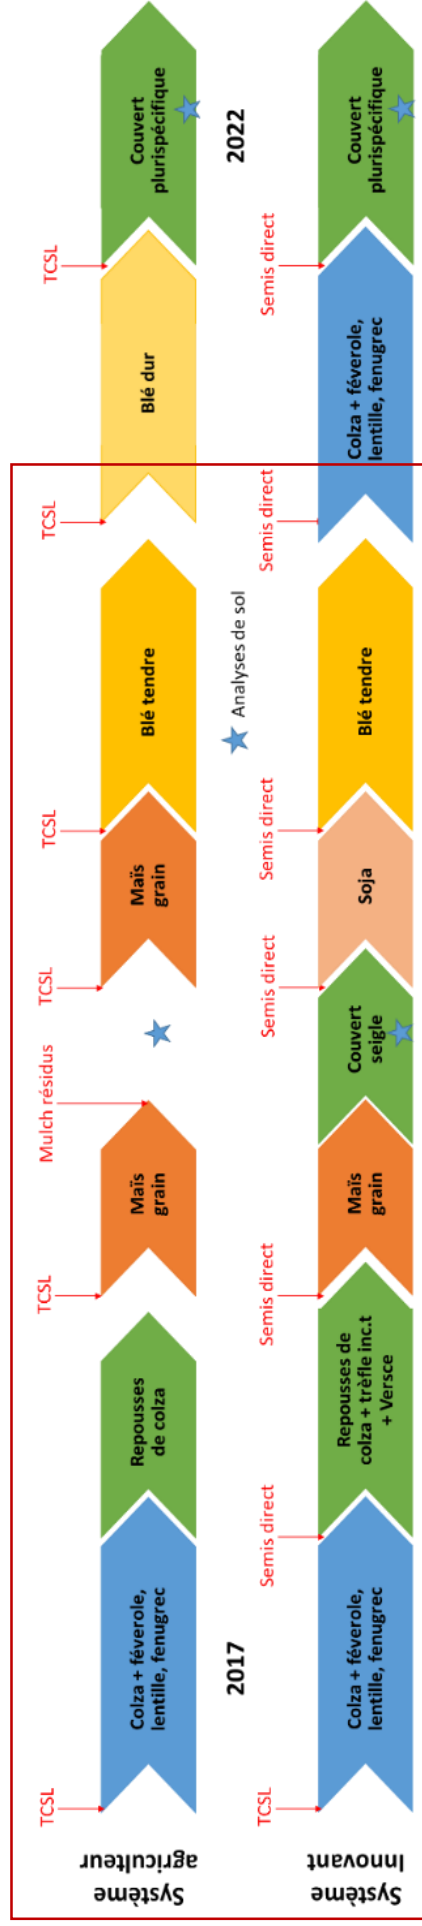 Système
agriculteur
TCSL
Colza + féverole,
lentille, fenugrec
Repousses
de colza
TCSL
Maïs
grain
Mulch résidus
TCSL
Maïs
grain
TCSL
Blé tendre
TCSL
Blé dur
TCSL
Couvert
plurispécifique
2017
Analyses de sol
2022
Système
Innovant
TCSL
Colza + féverole,
lentille, fenugrec
Semis direct
Repousses de
colza + trèfle inc.t
+ Versce
Semis direct
Maïs
grain
Couvert
seigle
Semis direct
Soja
Semis direct
Blé tendre
Semis direct
Colza + féverole,
lentille, fenugrec
Semis direct
Couvert
plurispécifique